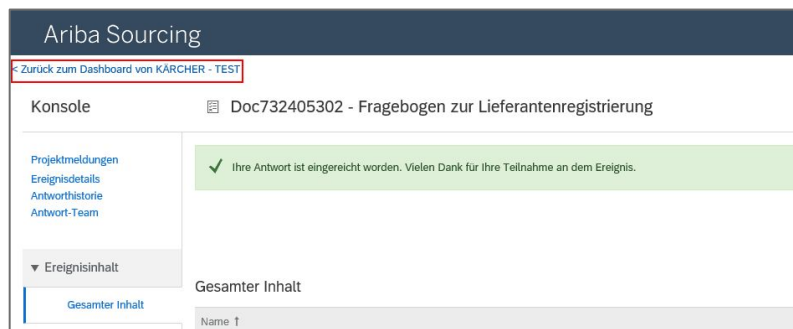 Ariba Sourcing
< Zurück zum Dashboard von KÄRCHER - TEST
Konsole
Doc732405302 - Fragebogen zur Lieferantenregistrierung
Projektmeldungen
Ereignisdetails
Antworthistorie
Antwort-Team
Ihre Antwort ist eingereicht worden. Vielen Dank für Ihre Teilnahme an dem Ereignis.
▼ Ereignisinhalt
Gesamter Inhalt
Gesamter Inhalt
Name ↑